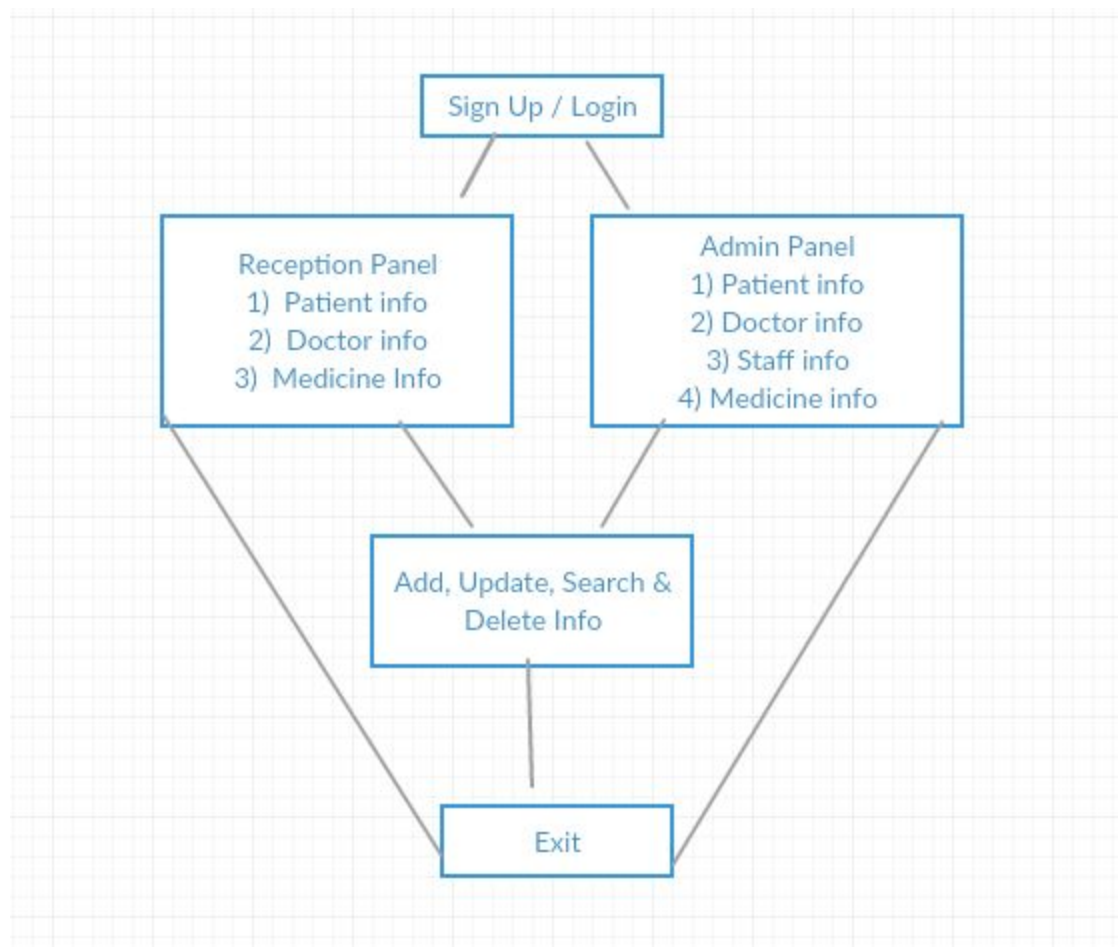 Sign Up / Login
Reception Panel
1)  Patient info
2)  Doctor info
3)  Medicine Info
Admin Panel
1) Patient info
2) Doctor info
3) Staff info
4) Medicine info
Add, Update, Search &
Delete Info
Exit